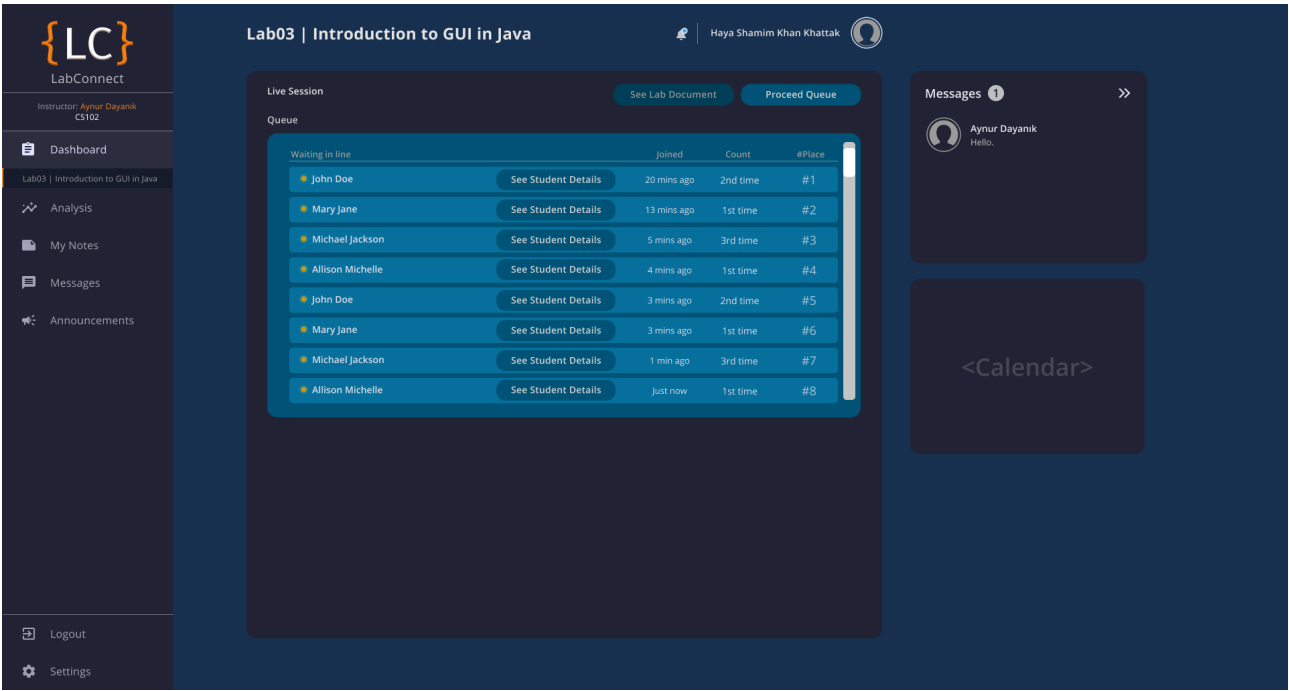 {LC}
LabConnect
Instructor: Aynur Dayanık
CS102
Dashboard
Lab03 | Introduction to GUI in Java
Analysis
My Notes
Messages
Announcements
Logout
Settings
Lab03 | Introduction to GUI in Java
Haya Shamim Khan Khattak
Live Session
See Lab Document
Proceed Queue
Queue
Waiting in line Joined Count #Place
John Doe See Student Details 20 mins ago 2nd time #1
Mary Jane See Student Details 13 mins ago 1st time #2
Michael Jackson See Student Details 5 mins ago 3rd time #3
Allison Michelle See Student Details 4 mins ago 1st time #4
John Doe See Student Details 3 mins ago 2nd time #5
Mary Jane See Student Details 3 mins ago 1st time #6
Michael Jackson See Student Details 1 min ago 3rd time #7
Allison Michelle See Student Details Just now 1st time #8
Messages 1
Aynur Dayanık
Hello.
<Calendar>